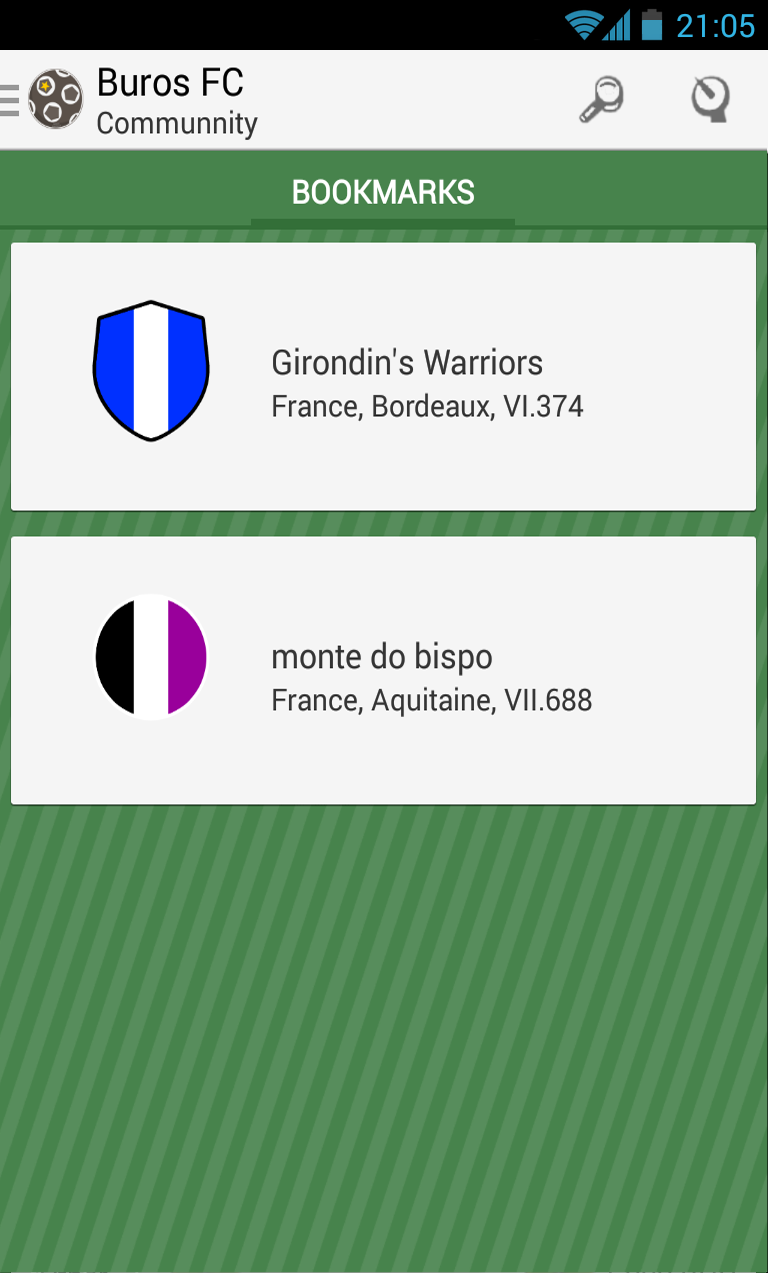 21:05
Buros FC
Communnity
BOOKMARKS
Girondin's Warriors
France, Bordeaux, VI.374
monte do bispo
France, Aquitaine, VII.688